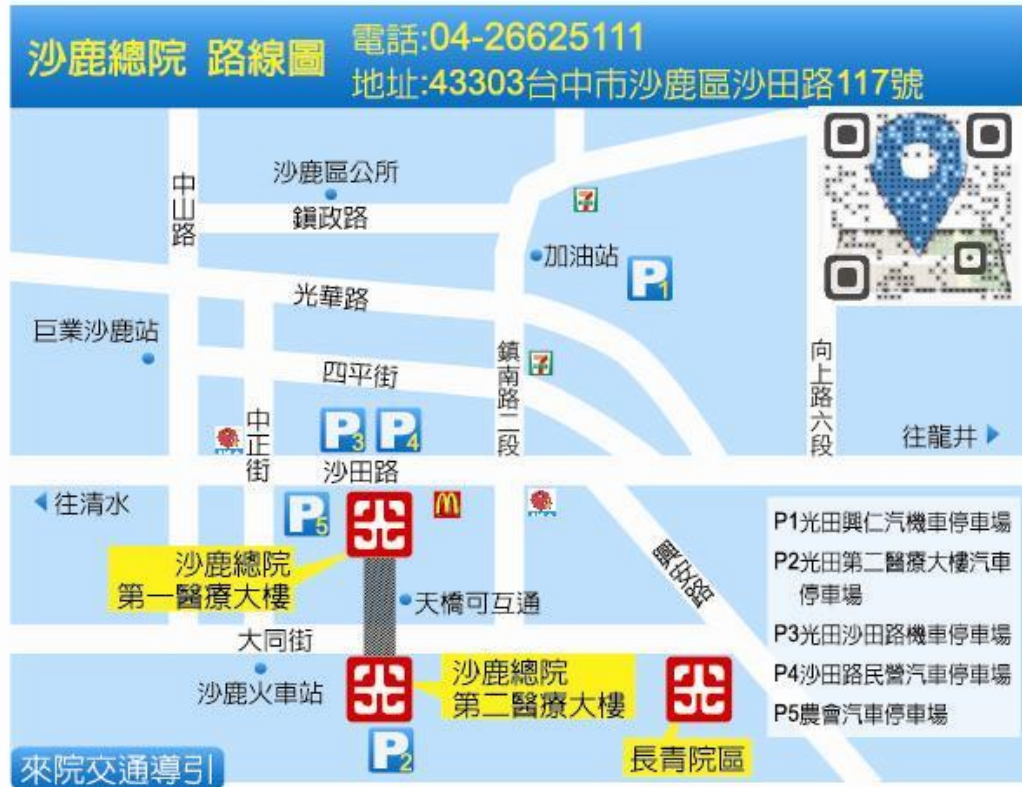 沙鹿總院 路線圖
電話:04-26625111
地址:43303台中市沙鹿區沙田路117號
中山路
沙鹿區公所
鎮政路
7
加油站
P1
光華路
巨業沙鹿站
鎮南路二段
7
向上路六段
四平街
中正街
P3
P4
往龍井
沙田路
往清水
P5
M
沙鹿總院
第一醫療大樓
天橋可互通
興安路
大同街
沙鹿火車站
沙鹿總院
第二醫療大樓
P2
長青院區
P1光田興仁汽機車停車場
P2光田第二醫療大樓汽車
停車場
P3光田沙田路機車停車場
P4沙田路民營汽車停車場
P5農會汽車停車場
來院交通導引